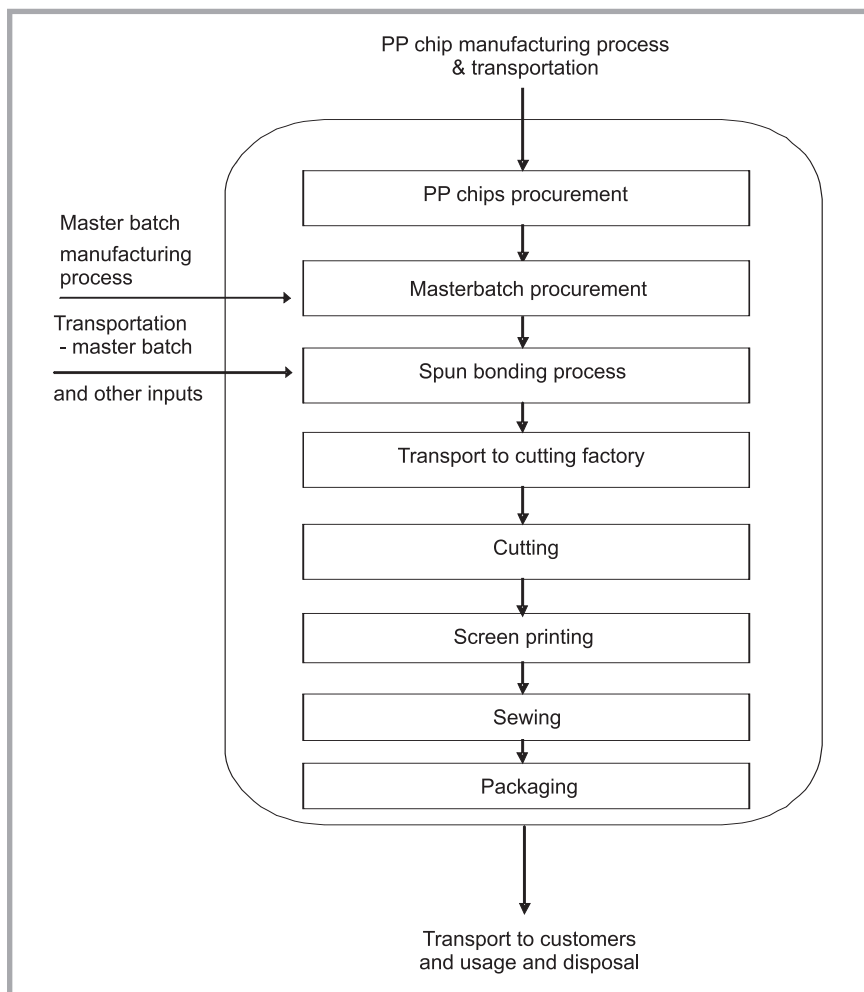 PP chip manufacturing process
& transportation
PP chips procurement
Master batch
manufacturing
process
Masterbatch procurement
Transportation
- master batch
and other inputs
Spun bonding process
Transport to cutting factory
Cutting
Screen printing
Sewing
Packaging
Transport to customers
and usage and disposal